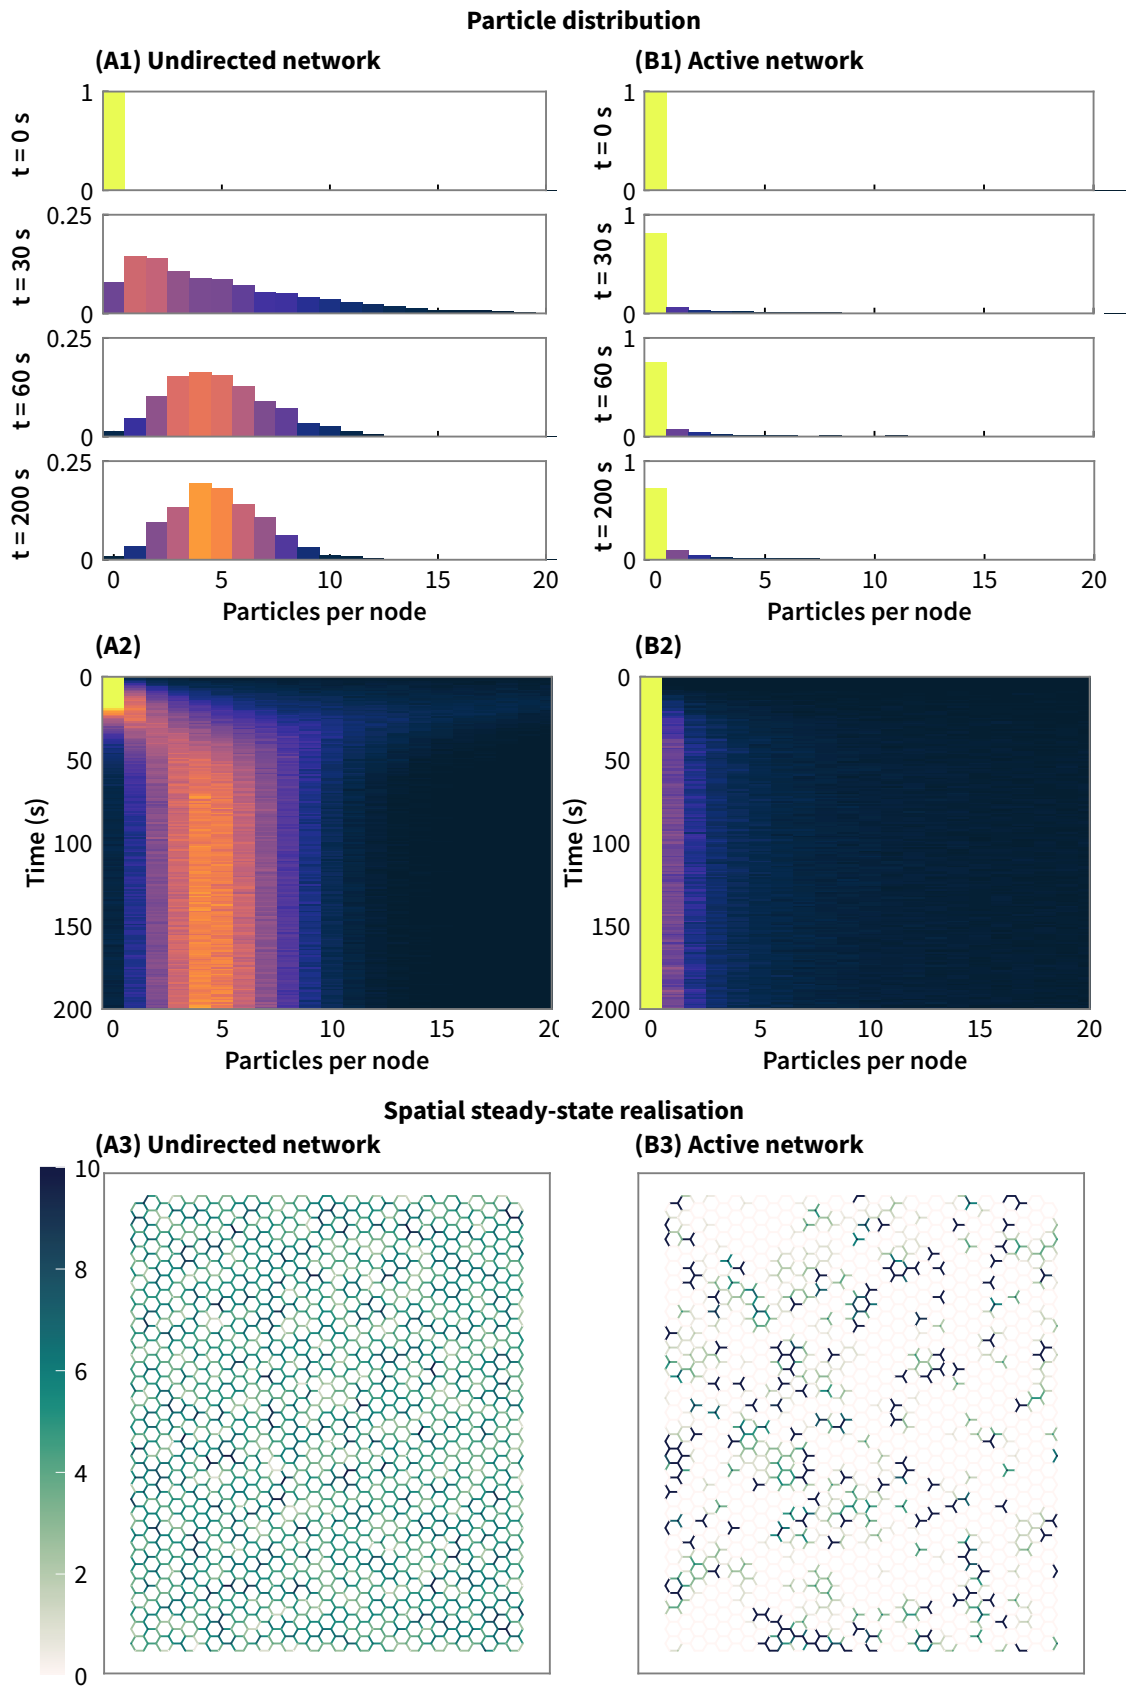 Particle distribution
(A1) Undirected network
(B1) Active network
t = 0 s
1
0
t = 0 s
1
0
t = 30 s
0.25
0
t = 30 s
1
0
t = 60 s
0.25
0
t = 60 s
1
0
t = 200 s
0.25
0
t = 200 s
1
0
0 5 10 15 20
0 5 10 15 20
Particles per node
Particles per node
(A2)
(B2)
Time (s)
0
50
100
150
200
Time (s)
0
50
100
150
200
0 5 10 15 20
0 5 10 15 20
Particles per node
Particles per node
Spatial steady-state realisation
(A3) Undirected network
(B3) Active network
10
8
6
4
2
0